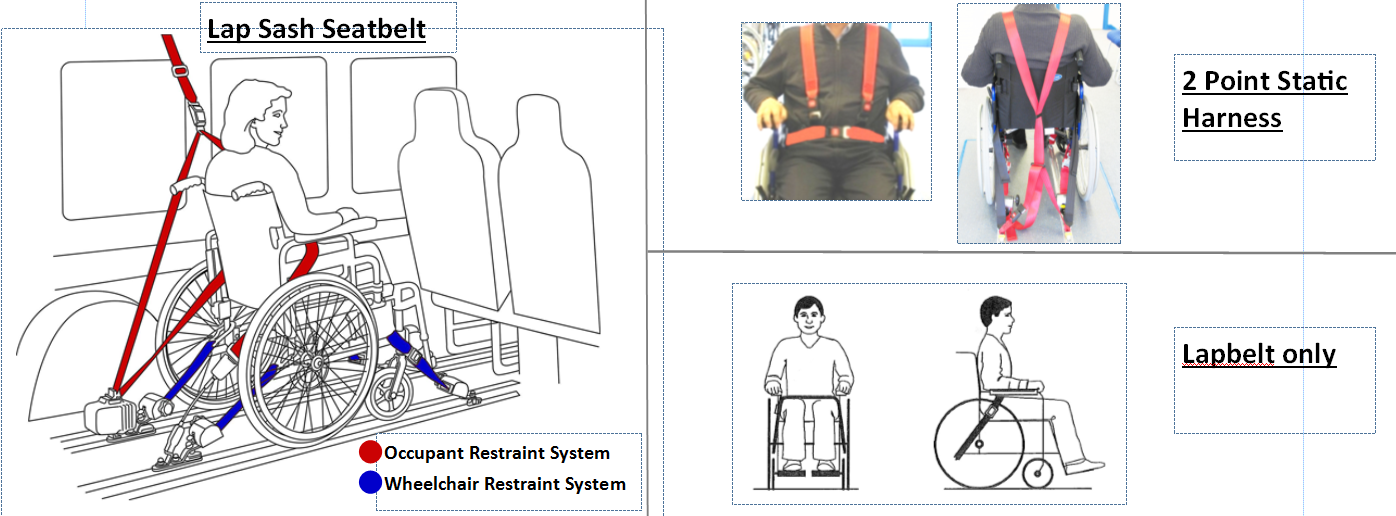 Lap Sash Seatbelt
Occupant Restraint System
Wheelchair Restraint System
2 Point Static
Harness
Lapbelt only